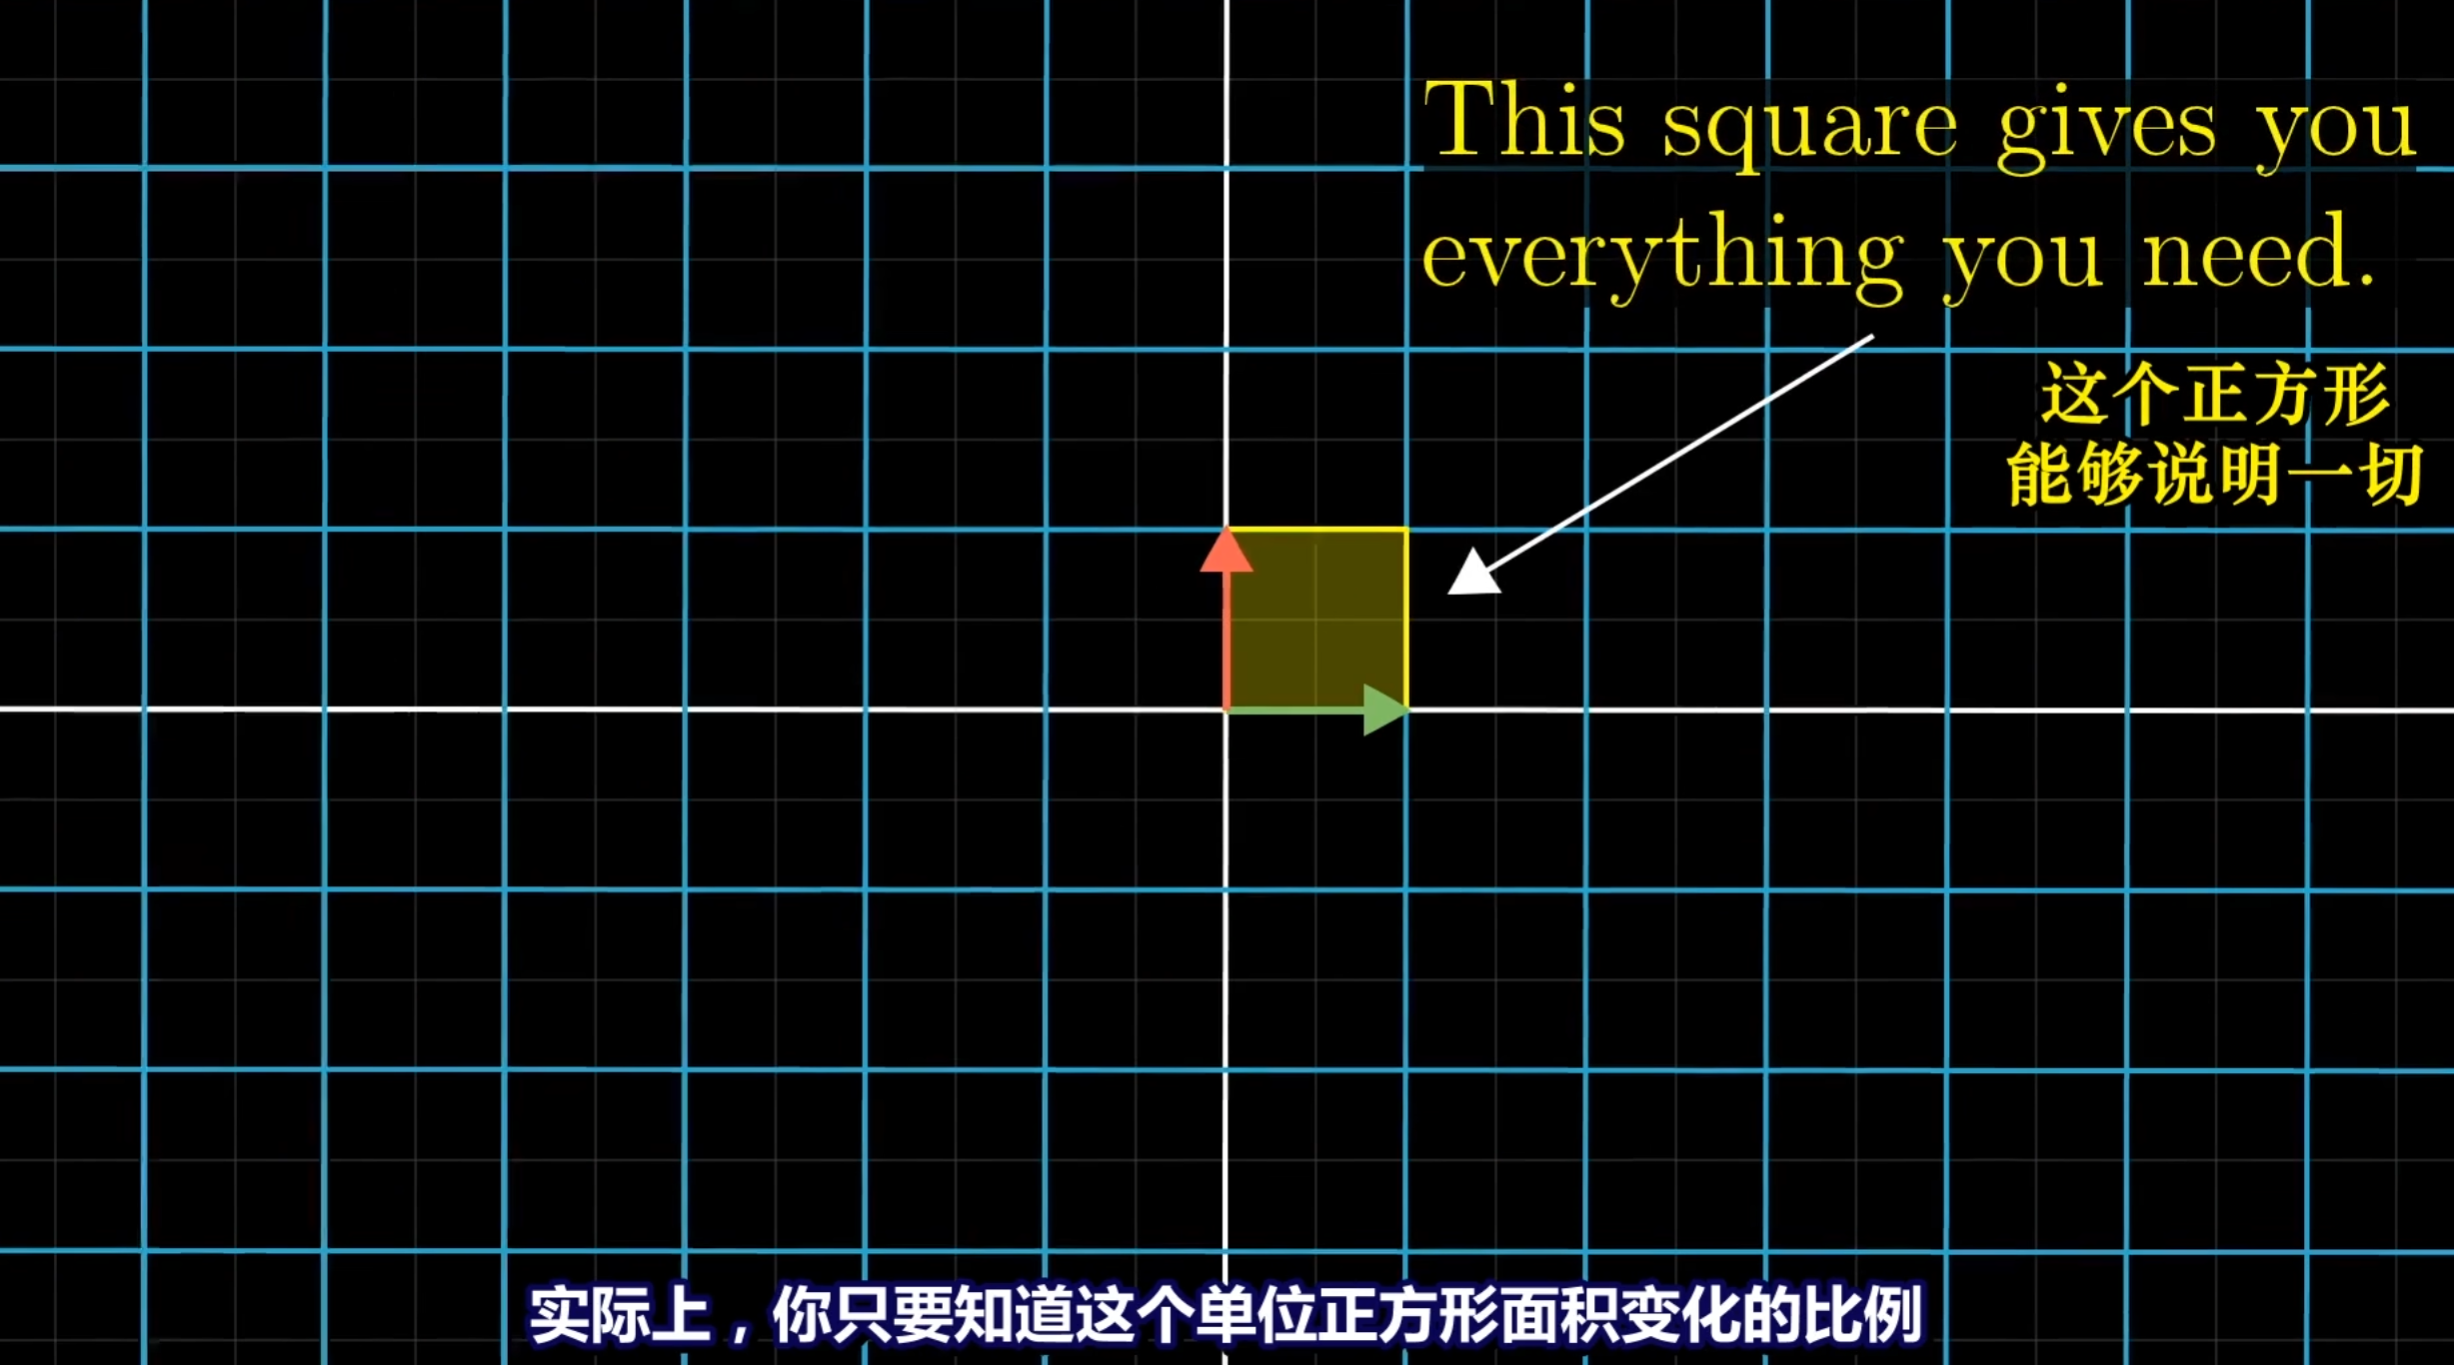 This square gives you
everything you need.
这个正方形
能够说明一切
实际上，你只要知道这个单位正方形面积变化的比例